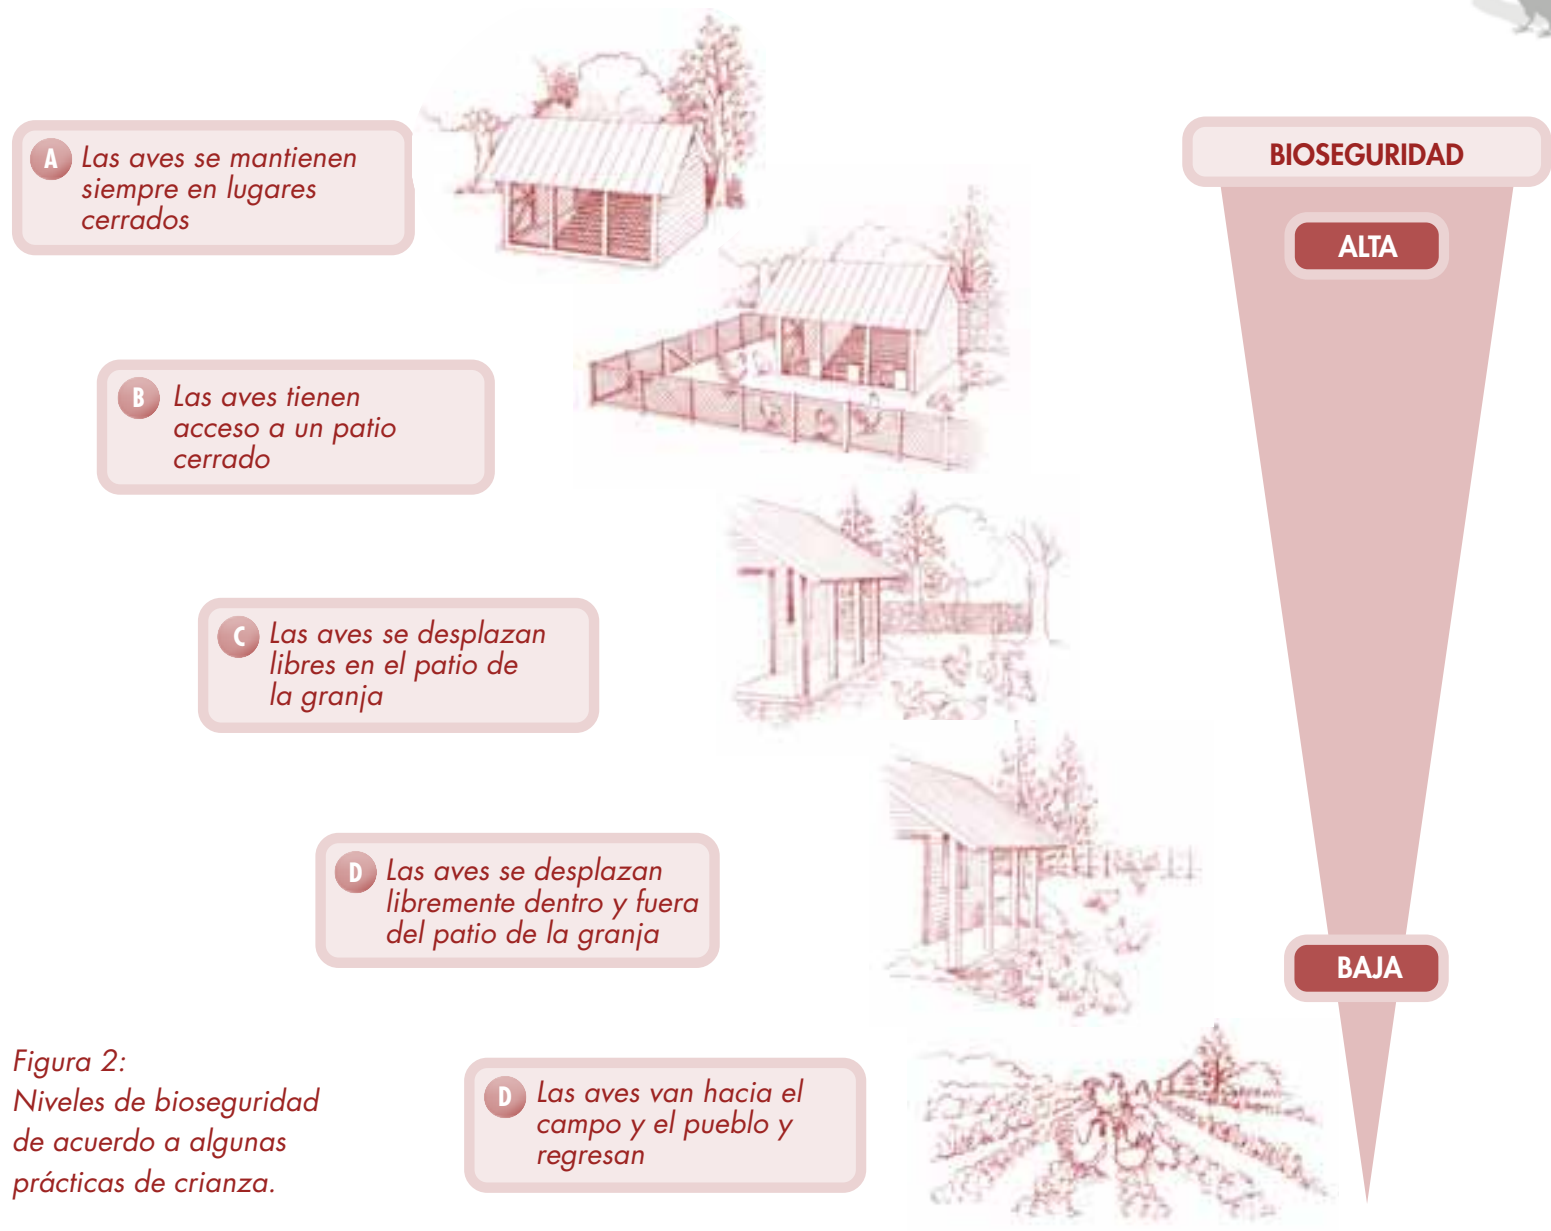 A Las aves se mantienen
siempre en lugares
cerrados
BIOSEGURIDAD
ALTA
B Las aves tienen
acceso a un patio
cerrado
C Las aves se desplazan
libres en el patio de
la granja
D Las aves se desplazan
libremente dentro y fuera
del patio de la granja
BAJA
D Las aves van hacia el
campo y el pueblo y
regresan
Figura 2:
Niveles de bioseguridad
de acuerdo a algunas
prácticas de crianza.